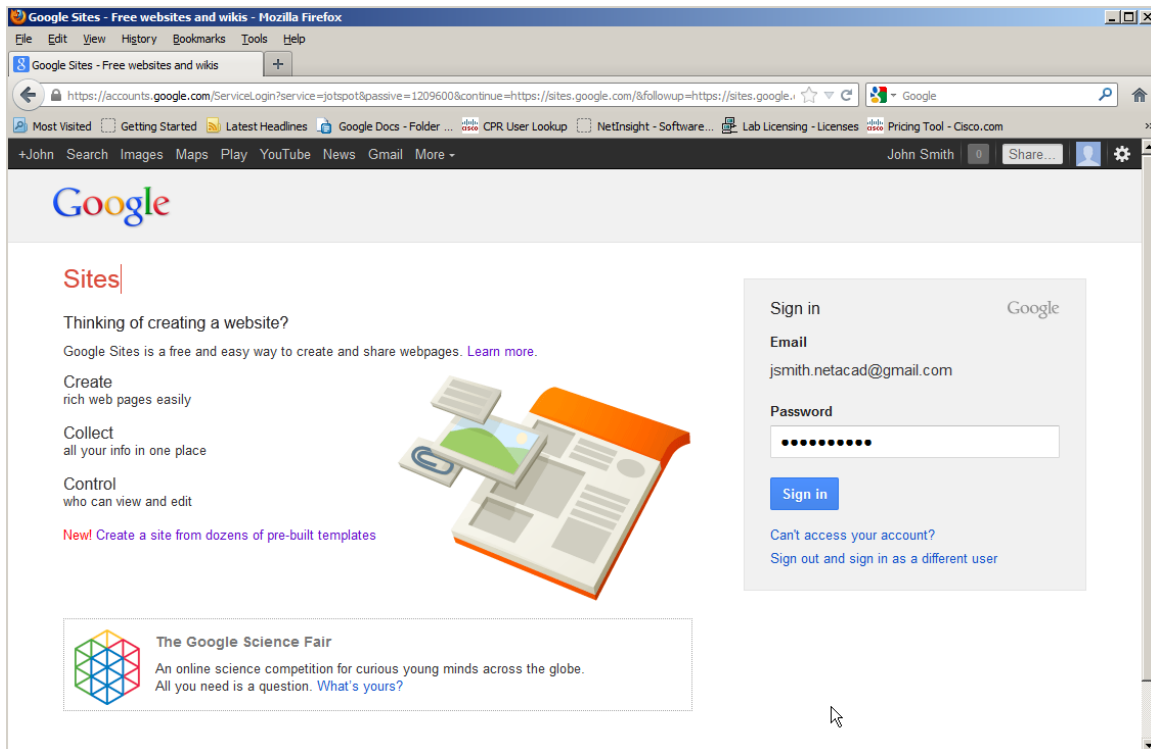 Google Sites - Free websites and wikis - Mozilla Firefox
File Edit View History Bookmarks Tools Help
Google Sites - Free websites and wikis +
https://accounts.google.com/ServiceLogin?service=jotspot&passive=1209600&continue=https://sites.google.com/&followup=https://sites.google.
Google
Most Visited Getting Started Latest Headlines Google Docs - Folder ... CPR User Lookup NetInsight - Software... Lab Licensing - Licenses Pricing Tool - Cisco.com »
+John Search Images Maps Play YouTube News Gmail More
John Smith 0 Share...
Google
Sites
Thinking of creating a website?
Google Sites is a free and easy way to create and share webpages. Learn more.
Create
rich web pages easily
Collect
all your info in one place
Control
who can view and edit
New! Create a site from dozens of pre-built templates
Sign in Google
Email
jsmith.netacad@gmail.com
Password
••••••••••
Sign in
Can't access your account?
Sign out and sign in as a different user
The Google Science Fair
An online science competition for curious young minds across the globe.
All you need is a question. What's yours?